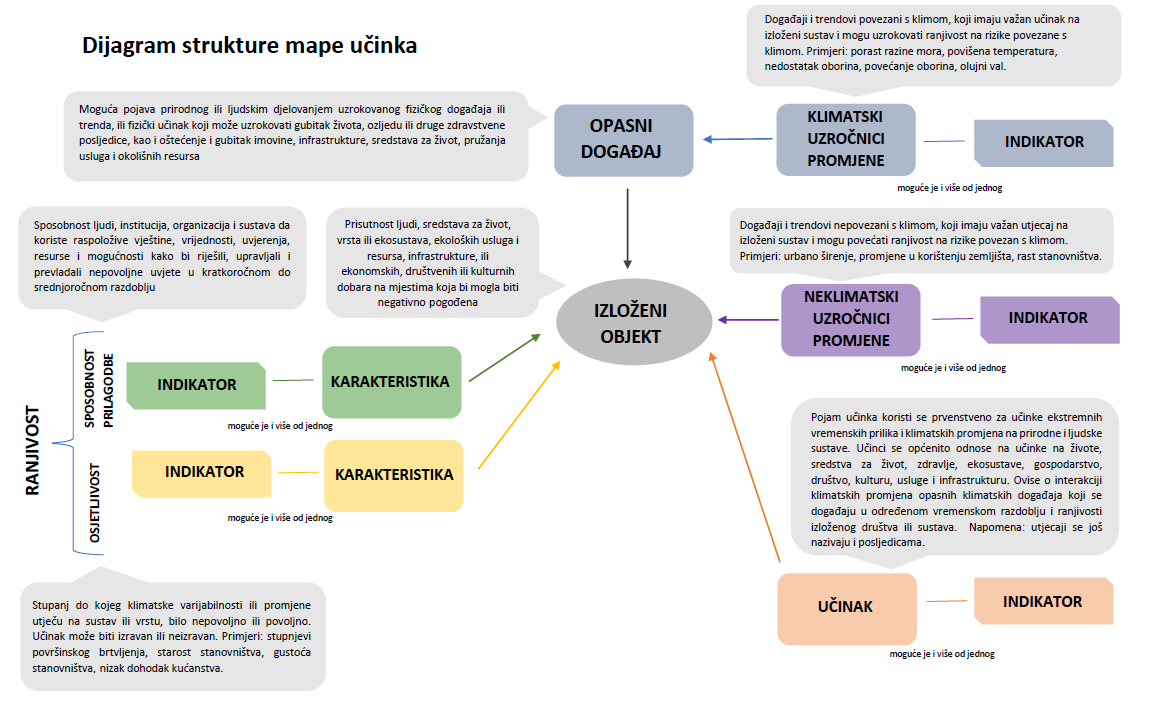 Dijagram strukture mape učinka
Događaji i trendovi povezani s klimom, koji imaju važan učinak na
izloženi sustav i mogu uzrokovati ranjivost na rizike povezane s
klimom. Primjeri: porast razine mora, povišena temperatura,
nedostatak oborina, povećanje oborina, olujni val.
Moguća pojava prirodnog ili ljudskim djelovanjem uzrokovanog fizičkog događaja ili
trenda, ili fizički učinak koji može uzrokovati gubitak života, ozljedu ili druge zdravstvene
posljedice, kao i oštećenje i gubitak imovine, infrastrukture, sredstava za život, pružanja
usluga i okolišnih resursa
OPASNI
DOGAĐAJ
KLIMATSKI
UZROČNICI
PROMJENE
INDIKATOR
moguće je i više od jednog
Sposobnost ljudi, institucija, organizacija i sustava da
koriste raspoložive vještine, vrijednosti, uvjerenja,
resurse i mogućnosti kako bi riješili, upravljali i
prevladali nepovoljne uvjete u kratkoročnom do
srednjoročnom razdoblju
Prisutnost ljudi, sredstava za život,
vrsta ili ekosustava, ekoloških usluga i
resursa, infrastrukture, ili
ekonomskih, društvenih ili kulturnih
dobara na mjestima koja bi mogla biti
negativno pogođena
Događaji i trendovi nepovezani s klimom, koji imaju važan utjecaj na
izloženi sustav i mogu povećati ranjivost na rizike povezan s klimom.
Primjeri: urbano širenje, promjene u korištenju zemljišta, rast stanovništva.
IZLOŽENI
OBJEKT
NEKLIMATSKI
UZROČNICI
PROMJENE
INDIKATOR
moguće je i više od jednog
RANJIVOST
SPOSOBNOST
PRILAGODBE
INDIKATOR
KARAKTERISTIKA
moguće je i više od jednog
OSJETLJIVOST
INDIKATOR
KARAKTERISTIKA
moguće je i više od jednog
Pojam učinka koristi se prvenstveno za učinke ekstremnih
vremenskih prilika i klimatskih promjena na prirodne i ljudske
sustave. Učinci se općenito odnose na učinke na živote,
sredstva za život, zdravlje, ekosustave, gospodarstvo,
društvo, kulturu, usluge i infrastrukturu. Ovise o interakciji
klimatskih promjena opasnih klimatskih događaja koji se
događaju u određenom vremenskom razdoblju i ranjivosti
izloženog društva ili sustava. Napomena: utjecaji se još
nazivaju i posljedicama.
Stupanj do kojeg klimatske varijabilnosti ili promjene
utječu na sustav ili vrstu, bilo nepovoljno ili povoljno.
Učinak može biti izravan ili neizravan. Primjeri: stupnjevi
površinskog brtvljenja, starost stanovništva, gustoća
stanovništva, nizak dohodak kućanstva.
UČINAK
INDIKATOR
moguće je i više od jednog